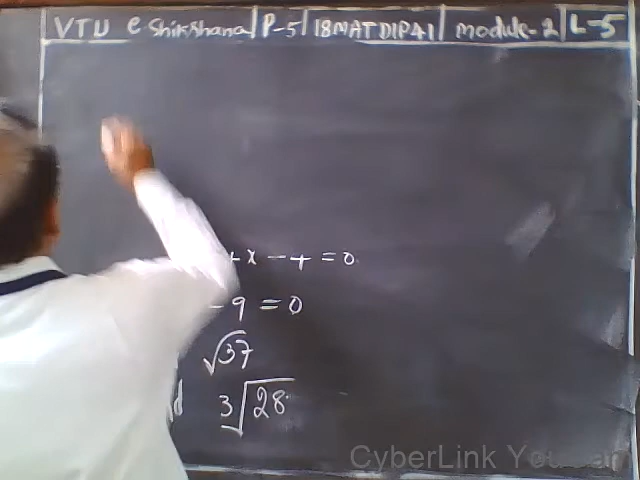 VTU e Shikshana | P-5 | 18MATDIP41 | Module-2 | L-5
+x - 4 = 0
- 9 = 0
√37
3√28
CyberLink You